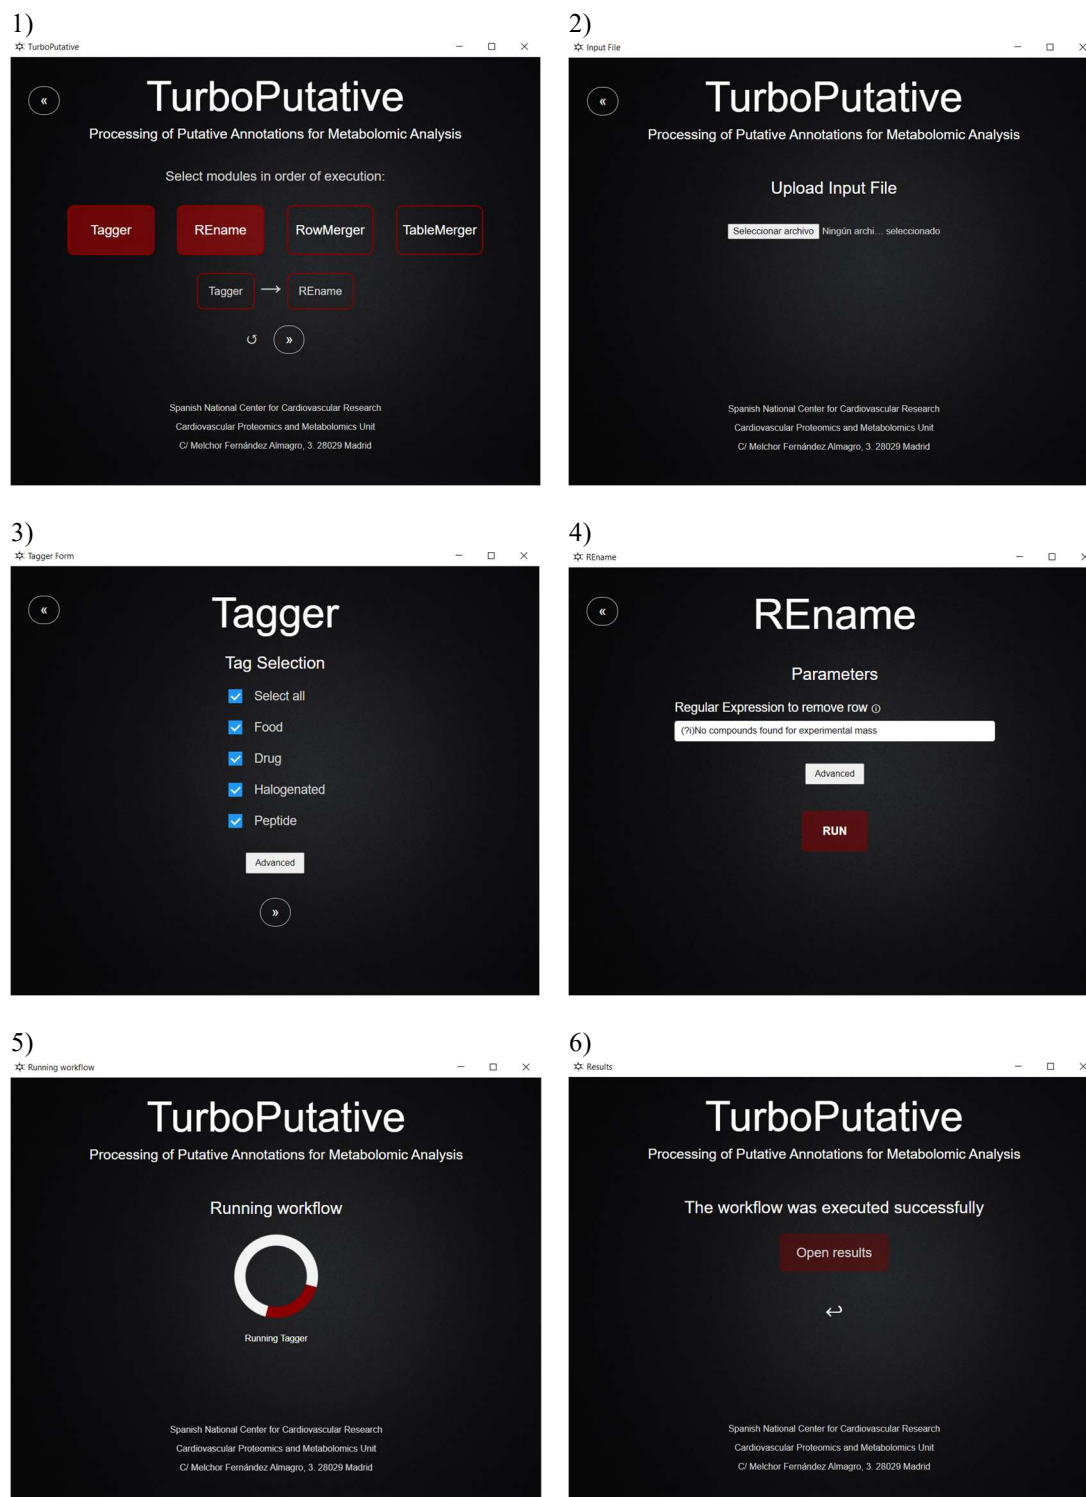 1)
TurboPutative
«
TurboPutative
Processing of Putative Annotations for Metabolomic Analysis
Select modules in order of execution:
Tagger REname RowMerger TableMerger
Tagger → REname
↺ »
Spanish National Center for Cardiovascular Research
Cardiovascular Proteomics and Metabolomics Unit
C/ Melchor Fernández Almagro, 3. 28029 Madrid
2)
Input File
«
TurboPutative
Processing of Putative Annotations for Metabolomic Analysis
Upload Input File
Seleccionar archivo Ningún archi... seleccionado
Spanish National Center for Cardiovascular Research
Cardiovascular Proteomics and Metabolomics Unit
C/ Melchor Fernández Almagro, 3. 28029 Madrid
3)
Tagger Form
«
Tagger
Tag Selection
Select all
Food
Drug
Halogenated
Peptide
Advanced
»
4)
REname
«
REname
Parameters
Regular Expression to remove row
(?i)No compounds found for experimental mass
Advanced
RUN
5)
Running workflow
TurboPutative
Processing of Putative Annotations for Metabolomic Analysis
Running workflow
Running Tagger
Spanish National Center for Cardiovascular Research
Cardiovascular Proteomics and Metabolomics Unit
C/ Melchor Fernández Almagro, 3. 28029 Madrid
6)
Results
TurboPutative
Processing of Putative Annotations for Metabolomic Analysis
The workflow was executed successfully
Open results
Spanish National Center for Cardiovascular Research
Cardiovascular Proteomics and Metabolomics Unit
C/ Melchor Fernández Almagro, 3. 28029 Madrid